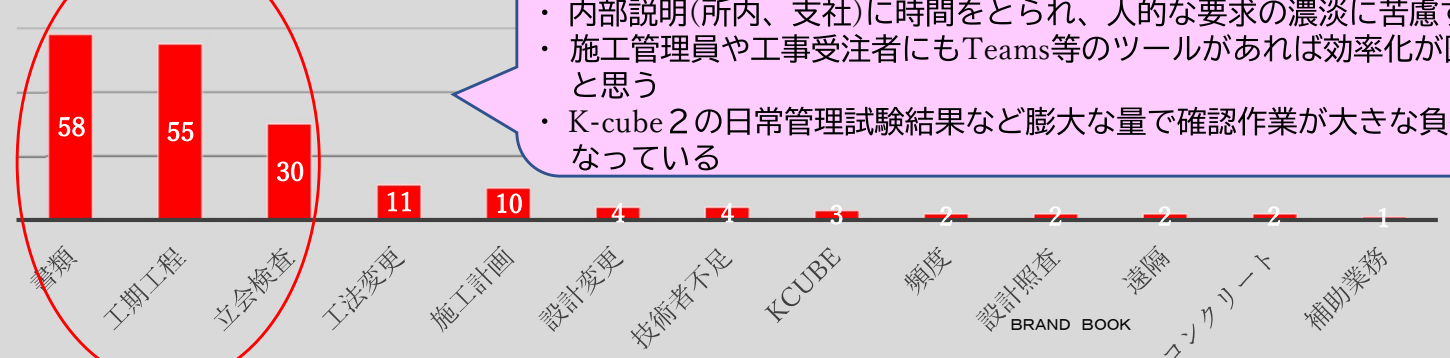 ・ 内部説明(所内、支社)に時間をとられ、人的な要求の濃淡に苦慮す
・ 施工管理員や工事受注者にもTeams等のツールがあれば効率化が
と思う
・ K-cube２の日常管理試験結果など膨大な量で確認作業が大きな負
なっている
58
55
30
11
10
4
4
3
2
2
2
2
1
書類
工期工程
立会検査
工法変更
施工計画
設計変更
技術者不足
KCUBE
頻度
設計照査
遠隔
コンクリート
補助業務
BRAND BOOK